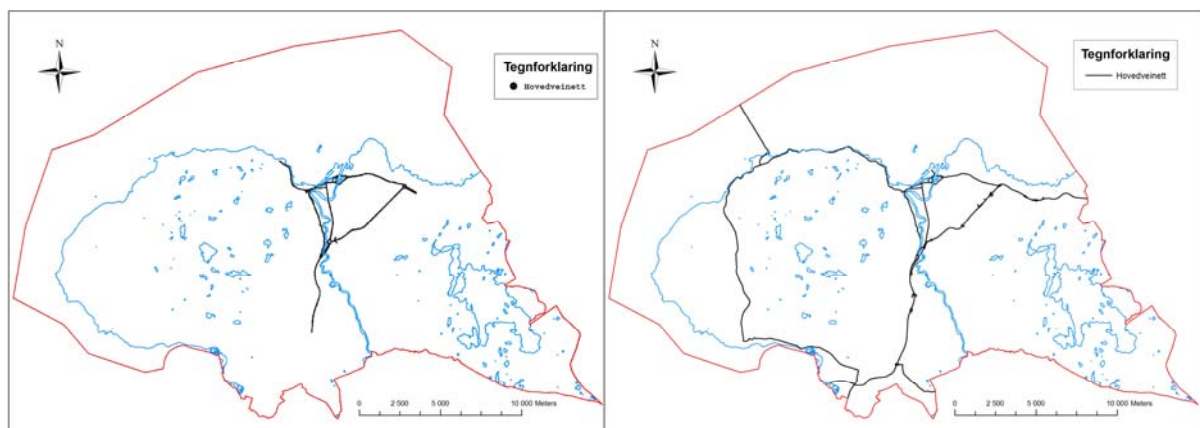 N
Tegnforklaring
Hovedveinett
0 2 500 5 000 10 000 Meters
N
Tegnforklaring
Hovedveinett
0 2 500 5 000 10 000 Meters